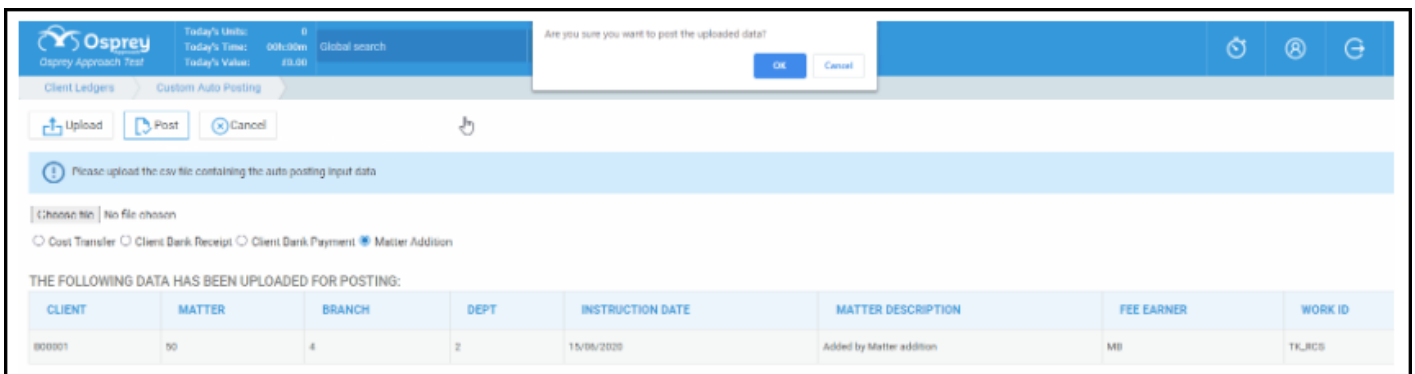 Osprey
Osprey Approach Test
Today's Units: 0
Today's Time: 00h:00m
Today's Value: £0.00
Global search
Are you sure you want to post the uploaded data?
OK Cancel
Client Ledgers Custom Auto Posting
Upload Post Cancel
Please upload the csv file containing the auto posting input data
Choose file No file chosen
Cost Transfer Client Bank Receipt Client Bank Payment Matter Addition
THE FOLLOWING DATA HAS BEEN UPLOADED FOR POSTING:
CLIENT MATTER BRANCH DEPT INSTRUCTION DATE MATTER DESCRIPTION FEE EARNER WORK ID
50 4 2 15/06/2020 Added by Matter addition MB